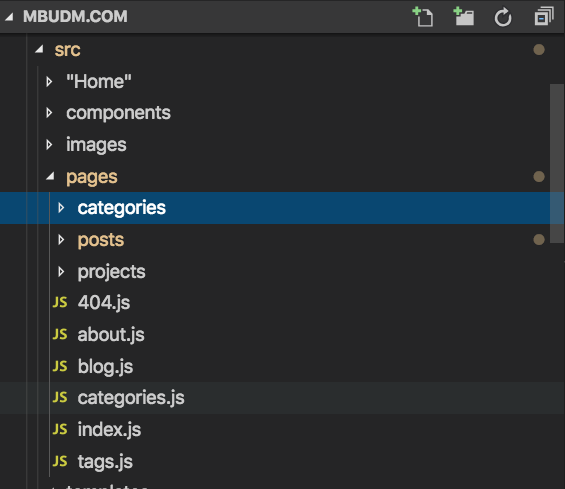 MBUDM.COM
src
"Home"
components
images
pages
categories
posts
projects
JS 404.js
JS about.js
JS blog.js
JS categories.js
JS index.js
JS tags.js
templates